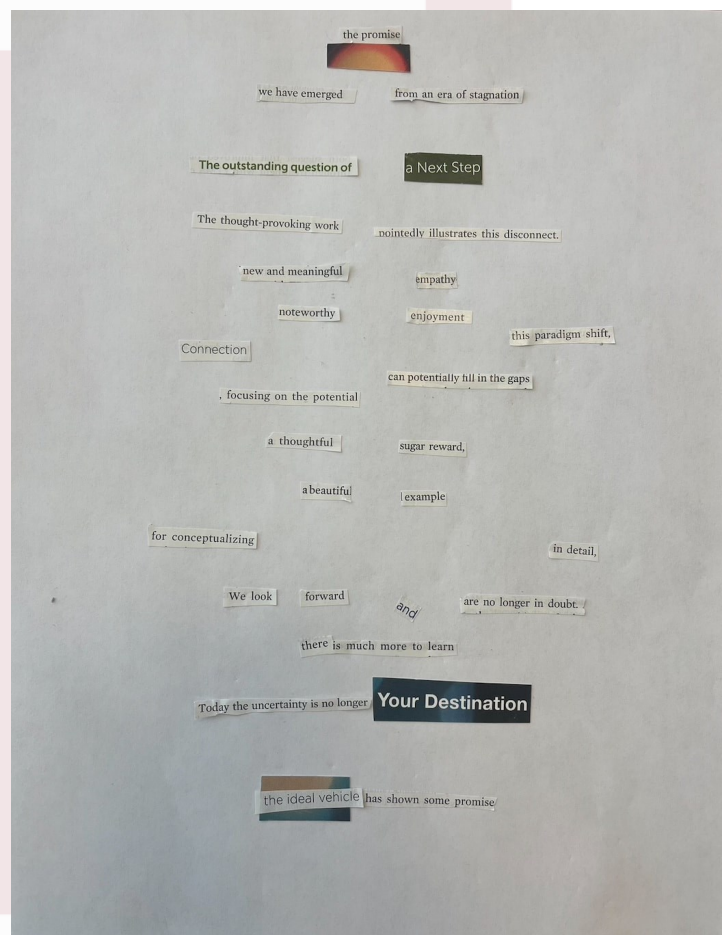 the promise
we have emerged from an era of stagnation
The outstanding question of a Next Step
The thought-provoking work pointedly illustrates this disconnect.
new and meaningful empathy
noteworthy enjoyment
this paradigm shift,
Connection
can potentially fill in the gaps
, focusing on the potential
a thoughtful sugar reward,
a beautiful example
for conceptualizing in detail,
We look forward and are no longer in doubt.
there is much more to learn
Today the uncertainty is no longer Your Destination
the ideal vehicle has shown some promise